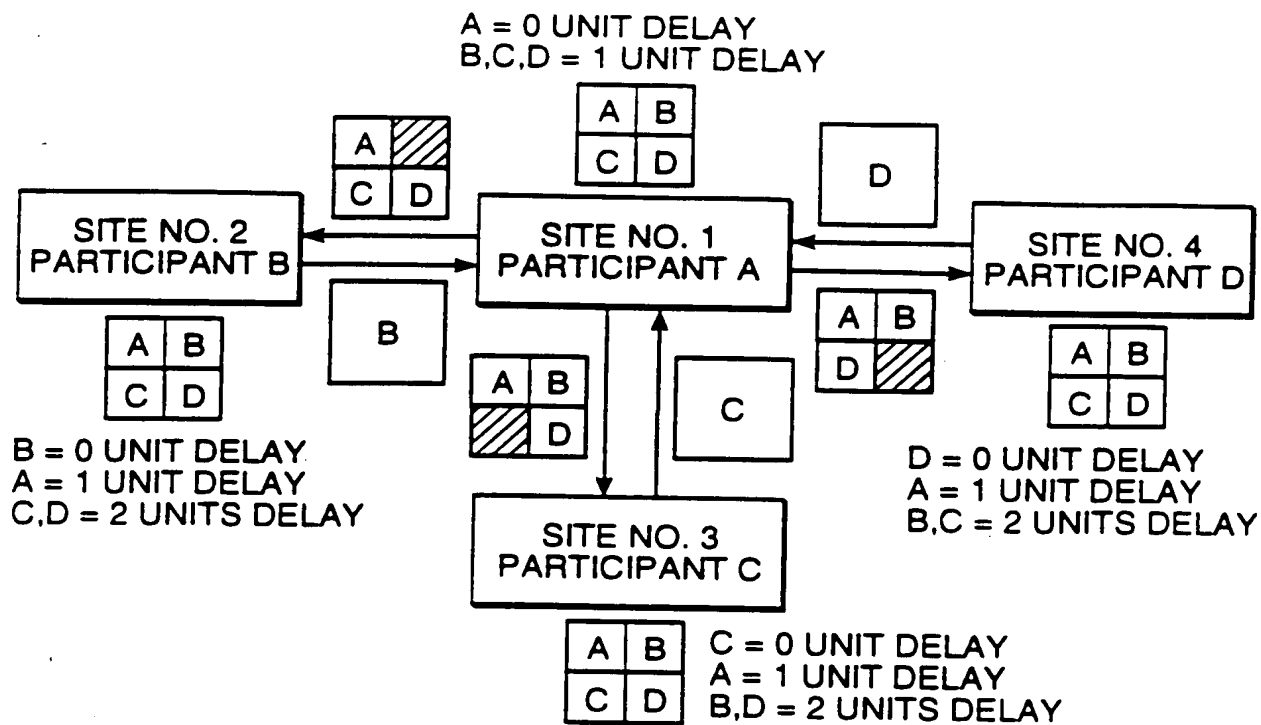 A = 0 UNIT DELAY
B,C,D = 1 UNIT DELAY
A B
C D
A
C D
D
SITE NO. 2
PARTICIPANT B
SITE NO. 1
PARTICIPANT A
SITE NO. 4
PARTICIPANT D
B
A B
D
A B
C D
A B
D
C
A B
C D
B = 0 UNIT DELAY
A = 1 UNIT DELAY
C,D = 2 UNITS DELAY
D = 0 UNIT DELAY
A = 1 UNIT DELAY
B,C = 2 UNITS DELAY
SITE NO. 3
PARTICIPANT C
A B
C D
C = 0 UNIT DELAY
A = 1 UNIT DELAY
B,D = 2 UNITS DELAY